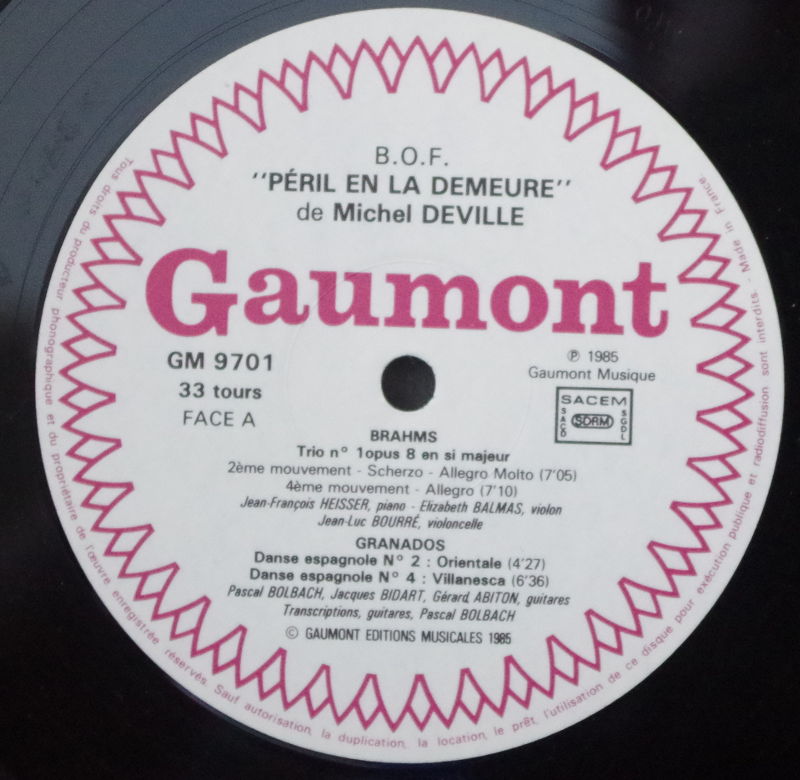 B.O.F.
"PÉRIL EN LA DEMEURE"
de Michel DEVILLE
Gaumont
GM 9701
33 tours
FACE A
℗ 1985
Gaumont Musique
SACEM
SACD
SDRM
SGDL
BRAHMS
Trio n° 1opus 8 en si majeur
2ème mouvement - Scherzo - Allegro Molto (7'05)
4ème mouvement - Allegro (7'10)
Jean-François HEISSER, piano - Elizabeth BALMAS, violon
Jean-Luc BOURRÉ, violoncelle
GRANADOS
Danse espagnole N° 2 : Orientale (4'27)
Danse espagnole N° 4 : Villanesca (6'36)
Pascal BOLBACH, Jacques BIDART, Gérard ABITON, guitares
Transcriptions, guitares, Pascal BOLBACH
© GAUMONT EDITIONS MUSICALES 1985
Tous droits du producteur phonographique et du propriétaire de l'œuvre enregistrée réservés. Sauf autorisation, la duplication, la location, le prêt, l'utilisation de ce disque pour exécution publique et radiodiffusion sont interdits. - Made in France.